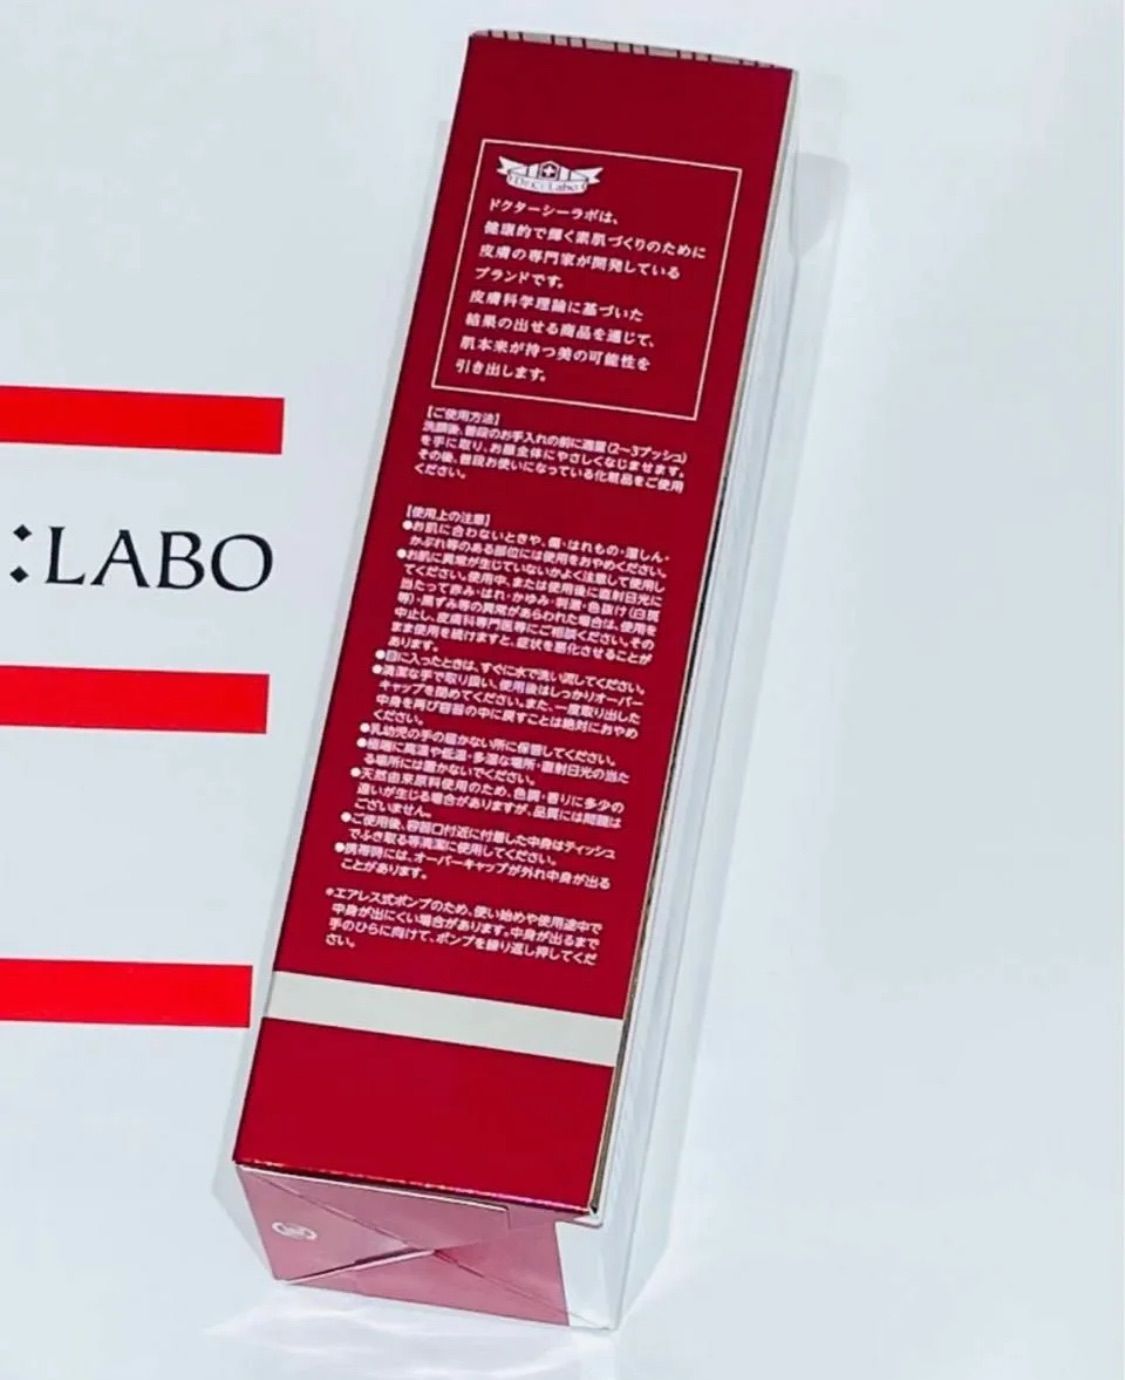 :LABO
Dr.Ci:Labo
ドクターシーラボは、
健康的で輝く素肌づくりのために
皮膚の専門家が開発している
ブランドです。
皮膚科学理論に基づいた
結果の出せる商品を通じて、
肌本来が持つ美の可能性を
引き出します。
【ご使用方法】
洗顔後、普段のお手入れの前に適量(2〜3プッシュ)
を手に取り、お顔全体にやさしくなじませます。
その後、普段お使いになっている化粧品をご使用
ください。
【使用上の注意】
●お肌に合わないときや、傷・はれもの・湿しん・
かぶれ等のある部位には使用をおやめください。
●お肌に異常が生じていないかよく注意して使用し
てください。使用中、または使用後に直射日光に
当たって赤み・はれ・かゆみ・刺激・色抜け(白斑
等)・黒ずみ等の異常があらわれた場合は、使用を
中止し、皮膚科専門医等にご相談ください。その
まま使用を続けますと、症状を悪化させることが
あります。
●目に入ったときは、すぐに水で洗い流してください。
●清潔な手で取り扱い、使用後はしっかりオーバー
キャップを閉めてください。また、一度取り出した
中身を再び容器の中に戻すことは絶対におやめ
ください。
●乳幼児の手の届かない所に保管してください。
●極端に高温や低温・多湿な場所・直射日光の当た
る場所には置かないでください。
●天然由来原料使用のため、色調・香りに多少の
違いが生じる場合がありますが、品質には問題は
ございません。
●ご使用後、容器口付近に付着した中身はティッシュ
でふき取る等清潔に使用してください。
●携帯時には、オーバーキャップが外れ中身が出る
ことがあります。
*エアレス式ポンプのため、使い始めや使用途中で
中身が出にくい場合があります。中身が出るまで
手のひらに向けて、ポンプを繰り返し押してくだ
さい。